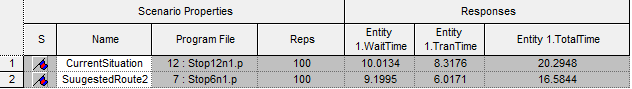 Scenario Properties Responses
S Name Program File Reps Entity 1.WaitTime Entity 1.TranTime Entity 1.TotalTime
1 CurrentSituation 12 : Stop12n1.p 100 10.0134 8.3176 20.2948
2 SuugestedRoute2 7 : Stop6n1.p 100 9.1995 6.0171 16.5844